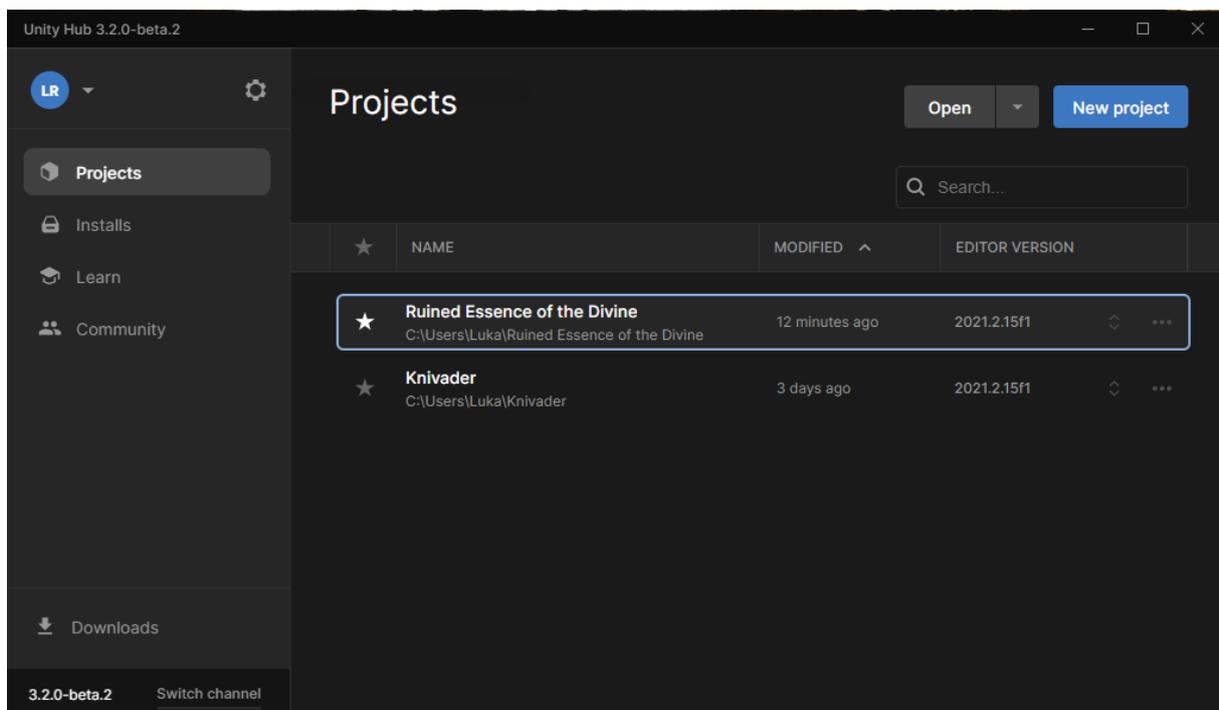 Unity Hub 3.2.0-beta.2
LR
Projects
Installs
Learn
Community
Downloads
3.2.0-beta.2 Switch channel
Projects
Open
New project
Search...
NAME MODIFIED EDITOR VERSION
Ruined Essence of the Divine
C:\Users\Luka\Ruined Essence of the Divine
12 minutes ago 2021.2.15f1
Knivader
C:\Users\Luka\Knivader
3 days ago 2021.2.15f1